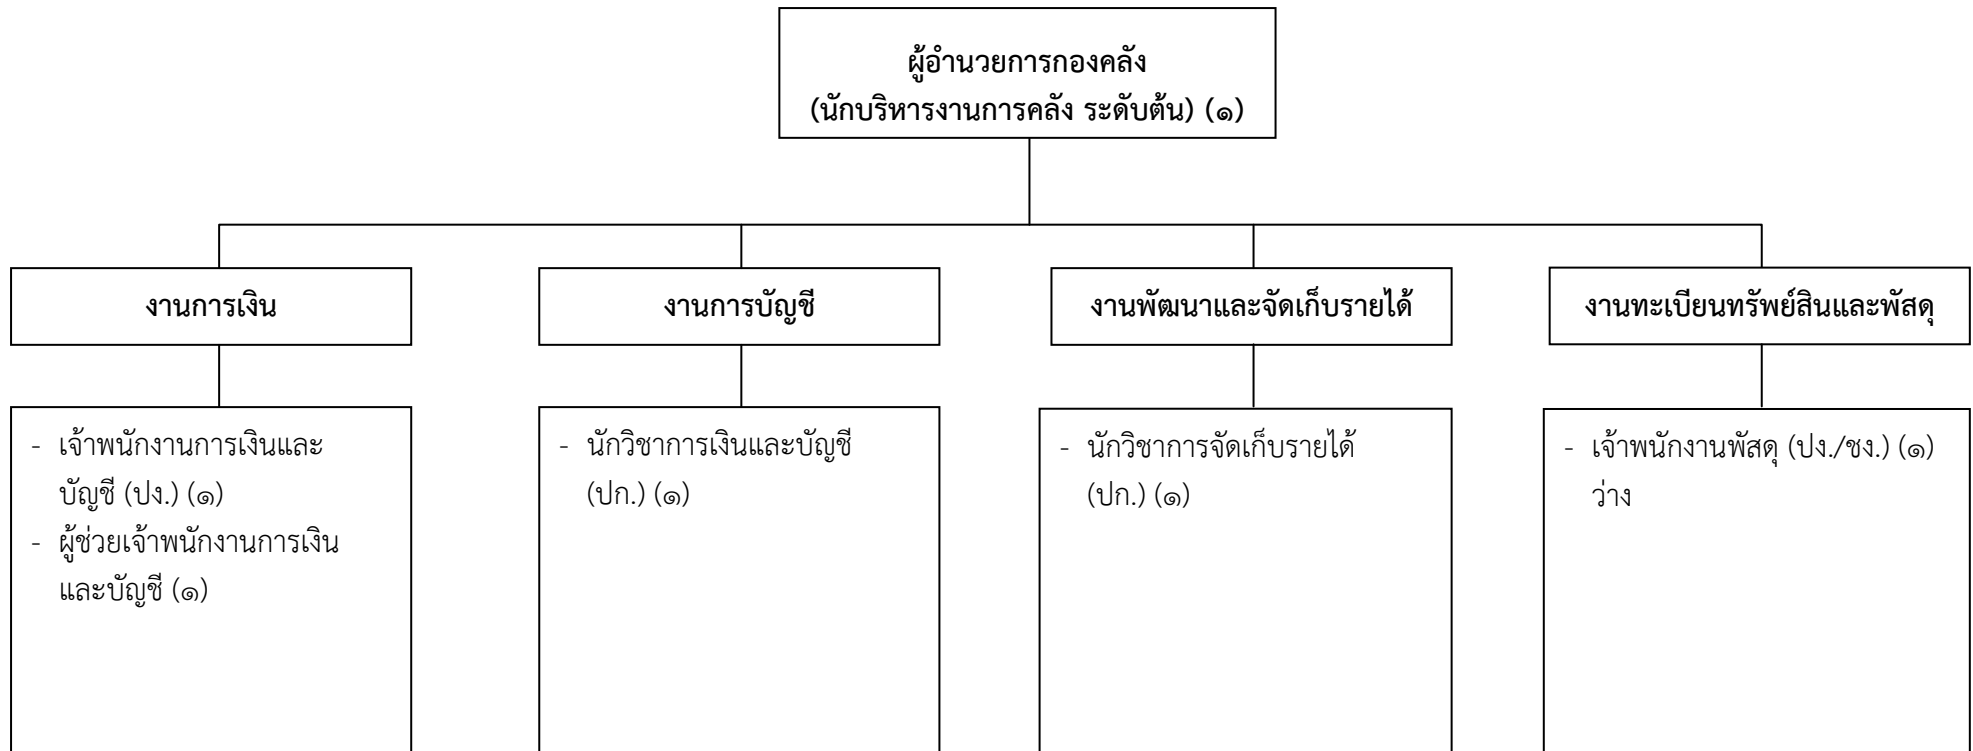 ผู้อำนวยการกองคลัง
(นักบริหารงานการคลัง ระดับต้น) (๑)
งานการเงิน
งานการบัญชี
งานพัฒนาและจัดเก็บรายได้
งานทะเบียนทรัพย์สินและพัสดุ
- เจ้าพนักงานการเงินและ
บัญชี (ปง.) (๑)
- ผู้ช่วยเจ้าพนักงานการเงิน
และบัญชี (๑)
- นักวิชาการเงินและบัญชี
(ปก.) (๑)
- นักวิชาการจัดเก็บรายได้
(ปก.) (๑)
- เจ้าพนักงานพัสดุ (ปง./ชง.) (๑)
ว่าง